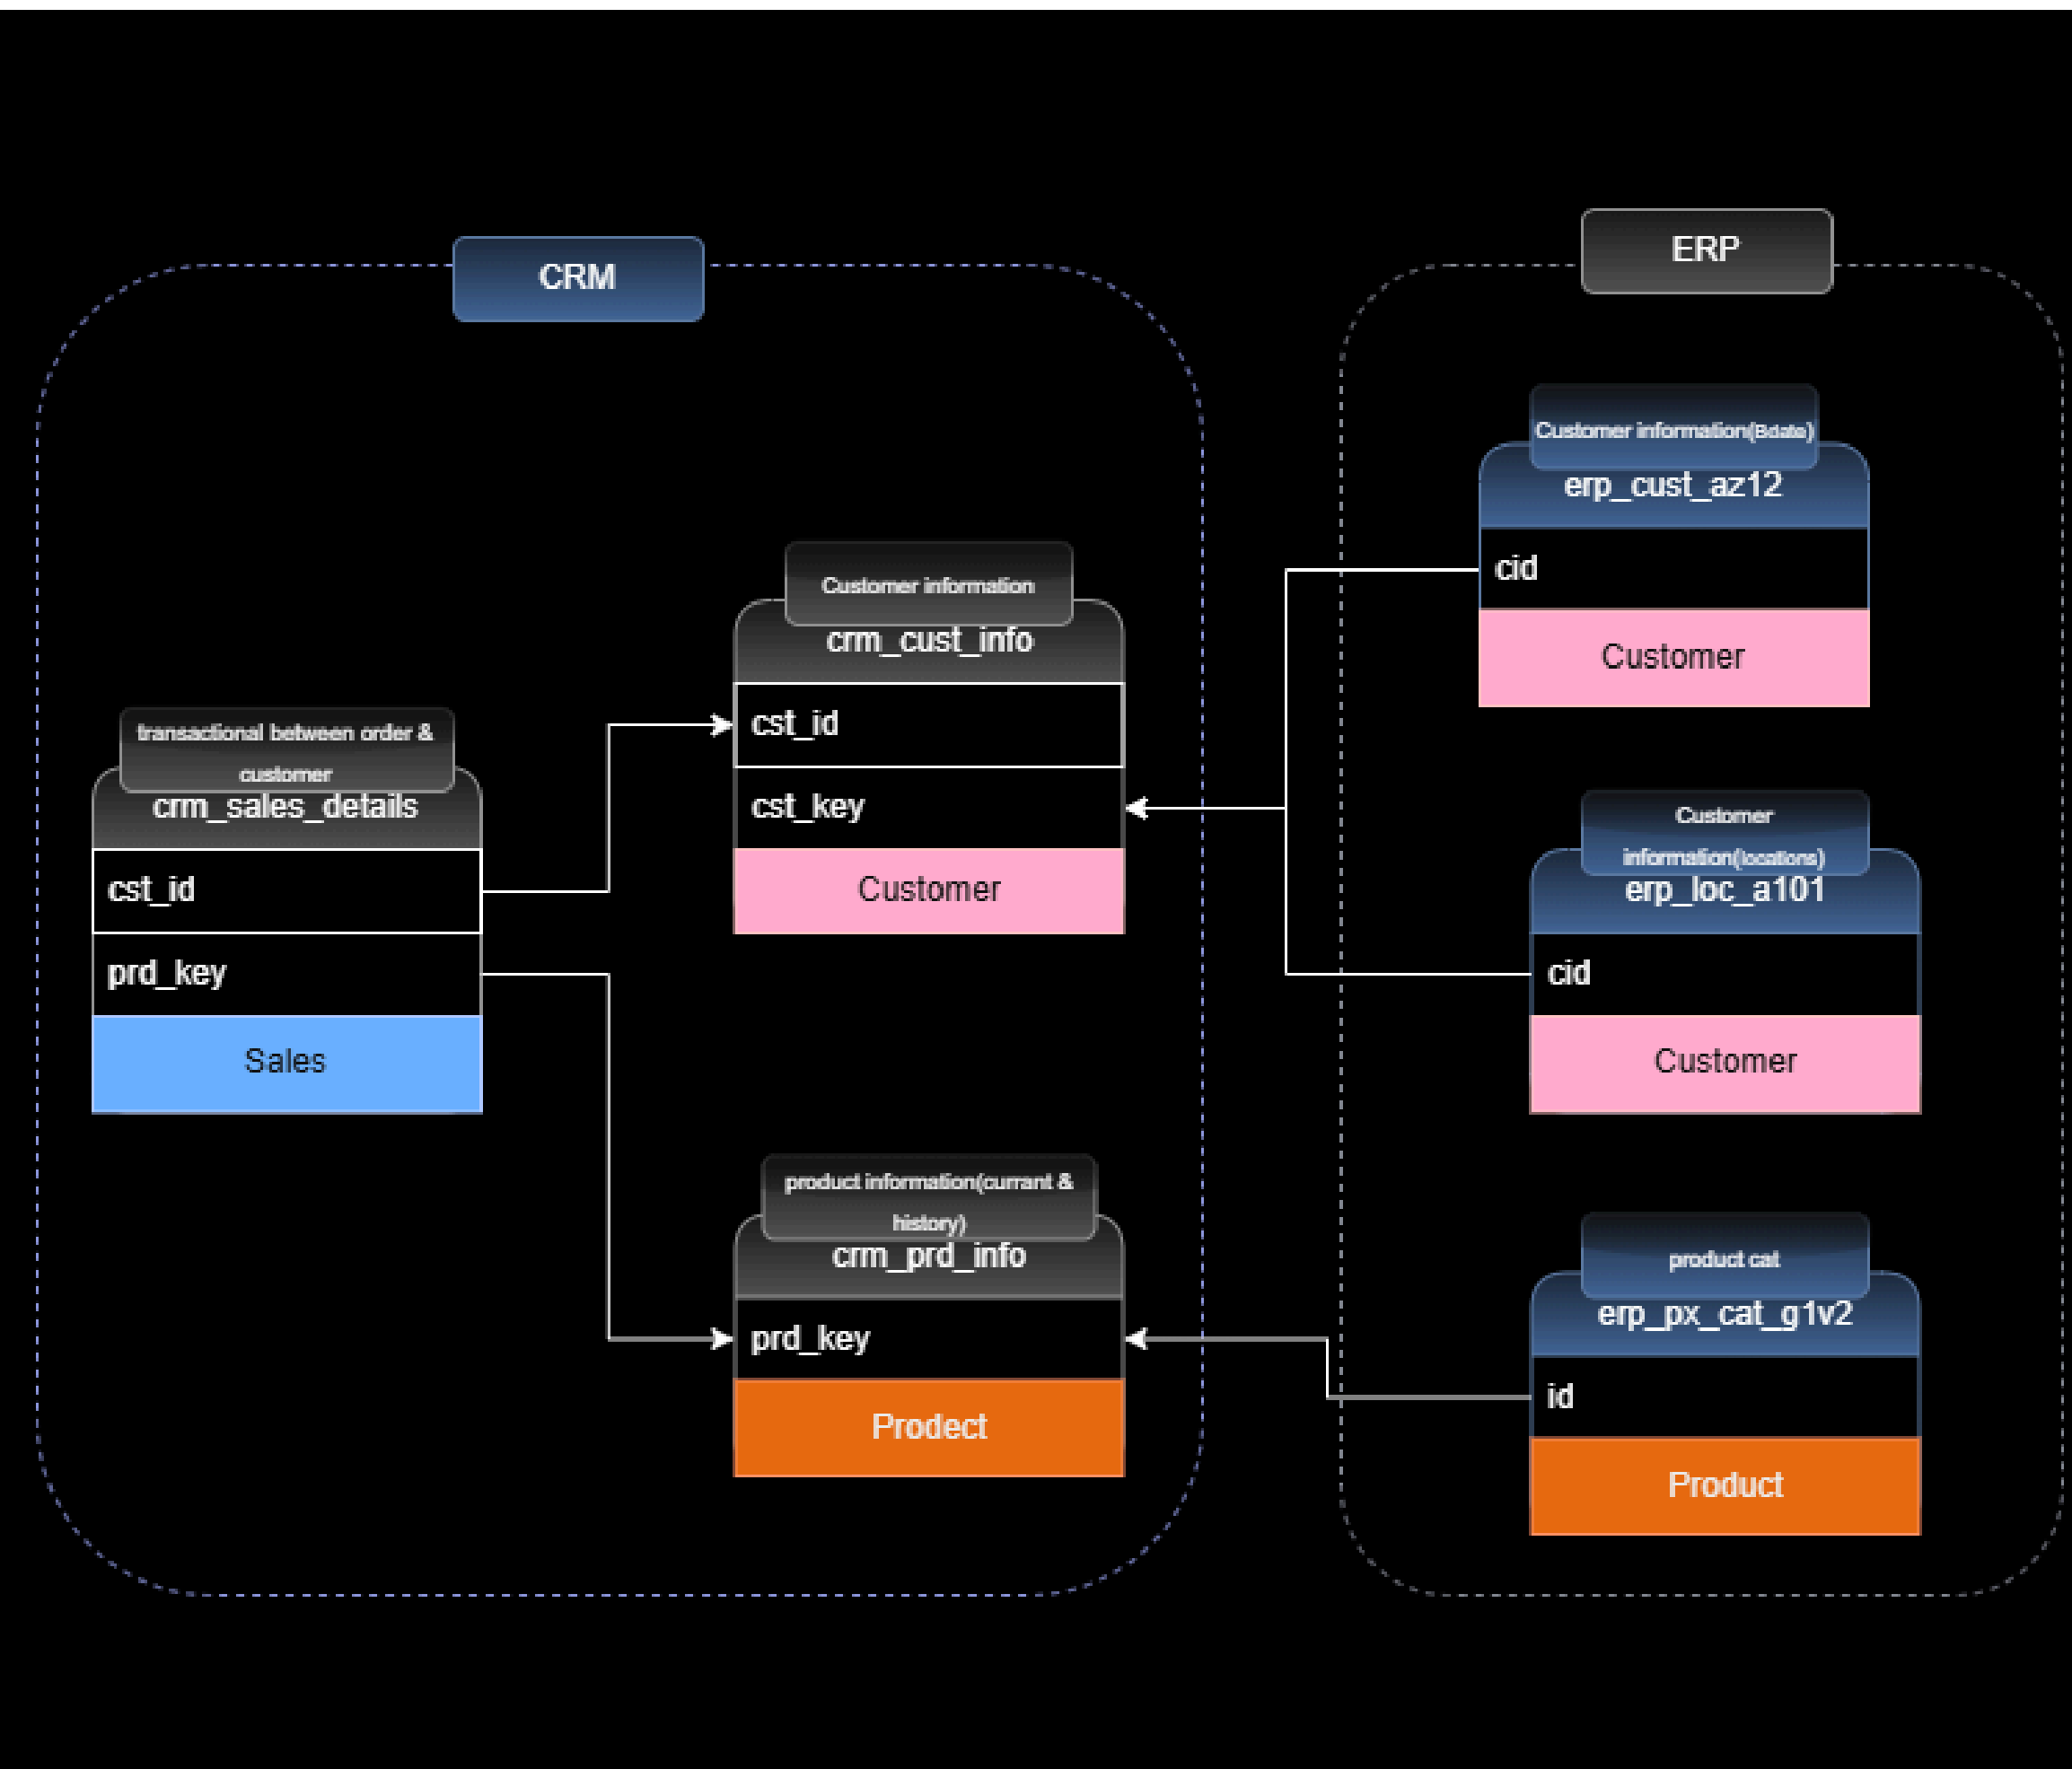 CRM
transactional between order &
customer
crm_sales_details
cst_id
prd_key
Sales
Customer information
crm_cust_info
cst_id
cst_key
Customer
product information(currant &
history)
crm_prd_info
prd_key
Prodect
ERP
Customer information(Bdate)
erp_cust_az12
cid
Customer
Customer
information(locations)
erp_loc_a101
cid
Customer
product cat
erp_px_cat_g1v2
id
Product